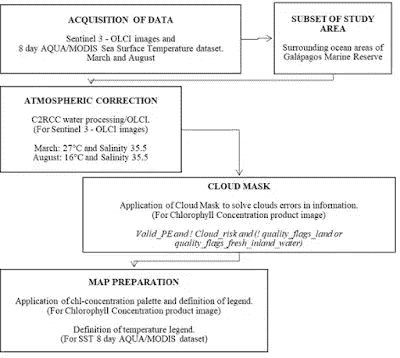 ACQUISITION OF DATA
Sentinel 3 - OLCI images and
8 day AQUA/MODIS Sea Surface Temperature dataset.
March and August
SUBSET OF STUDY
AREA
Surrounding ocean areas of
Galápagos Marine Reserve
ATMOSPHERIC CORRECTION
C2RCC water processing/OLCI.
(For Sentinel 3 - OLCI images)
March: 27°C and Salinity 35.5
August: 16°C and Salinity 35.5
CLOUD MASK
Application of Cloud Mask to solve clouds errors in information.
(For Chlorophyll Concentration product image)
Valid_PE and ! Cloud_risk and (! quality_flags_land or
quality_flags_fresh_inland_water)
MAP PREPARATION
Application of chl-concentration palette and definition of legend.
(For Chlorophyll Concentration product image)
Definition of temperature legend.
(For SST 8 day AQUA/MODIS dataset)